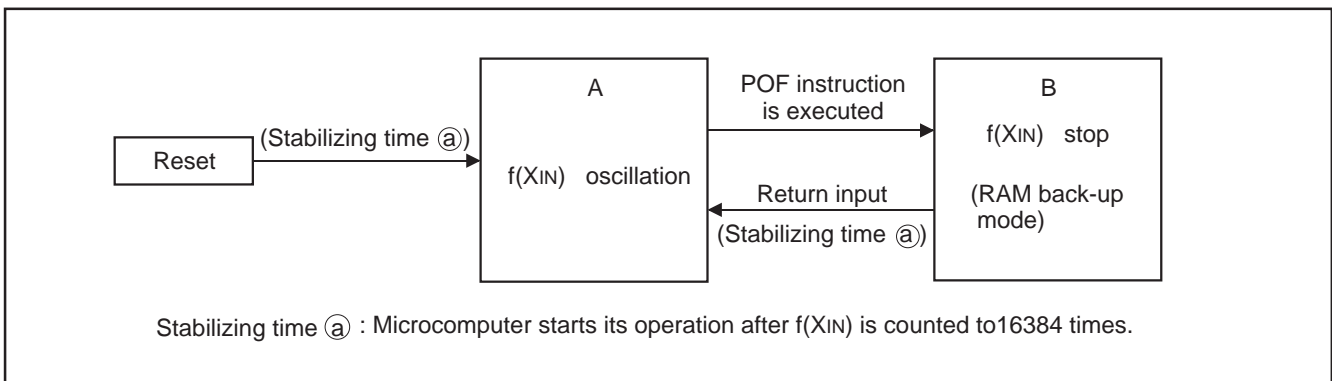 Reset
(Stabilizing time ⓐ)
A
f(XIN) oscillation
POF instruction
is executed
Return input
(Stabilizing time ⓐ)
B
f(XIN) stop
(RAM back-up
mode)
Stabilizing time ⓐ : Microcomputer starts its operation after f(XIN) is counted to16384 times.